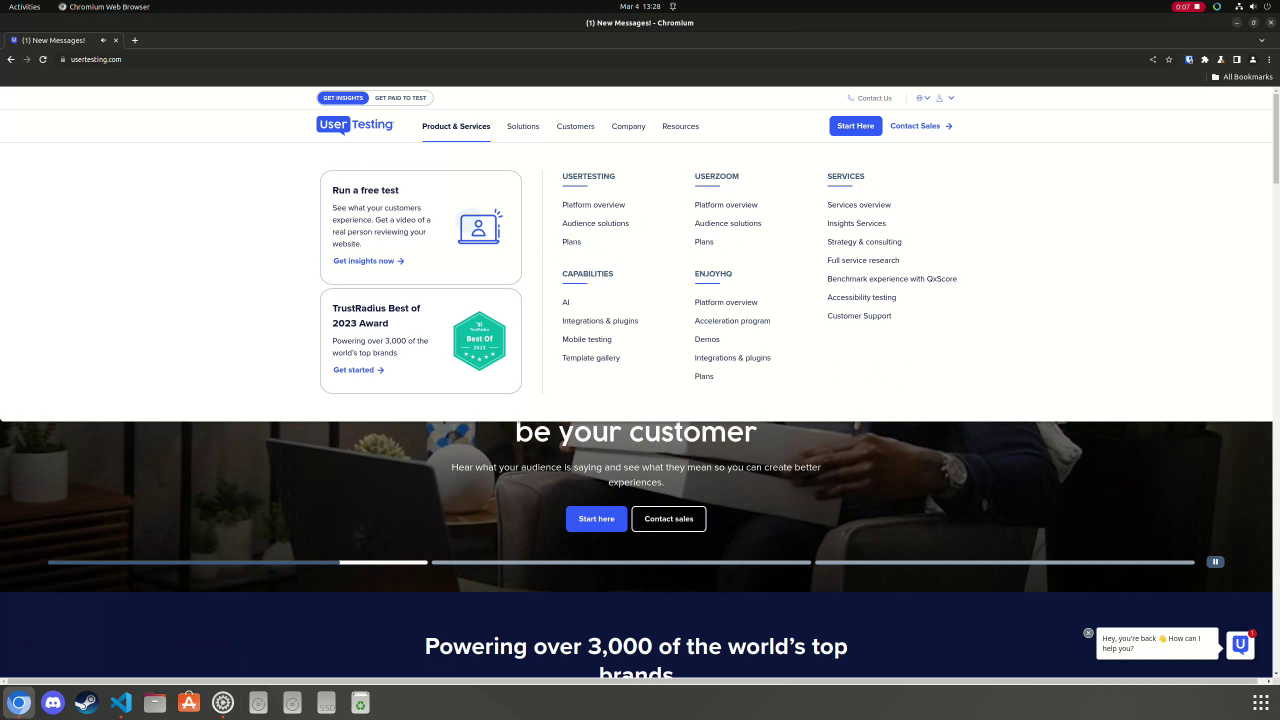 Activities
Chromium Web Browser
Mar 4 13:28
0:07
(1) New Messages! - Chromium
(1) New Messages!
usertesting.com
All Bookmarks
GET INSIGHTS
GET PAID TO TEST
Contact Us
UserTesting
Product & Services
Solutions
Customers
Company
Resources
Start Here
Contact Sales
Run a free test
See what your customers
experience. Get a video of a
real person reviewing your
website.
Get insights now
TrustRadius Best of
2023 Award
Powering over 3,000 of the
world's top brands
Get started
TrustRadius
Best Of
2023
USERTESTING
Platform overview
Audience solutions
Plans
CAPABILITIES
AI
Integrations & plugins
Mobile testing
Template gallery
USERZOOM
Platform overview
Audience solutions
Plans
ENJOYHQ
Platform overview
Acceleration program
Demos
Integrations & plugins
Plans
SERVICES
Services overview
Insights Services
Strategy & consulting
Full service research
Benchmark experience with QxScore
Accessibility testing
Customer Support
be your customer
Hear what your audience is saying and see what they mean so you can create better
experiences.
Start here
Contact sales
Powering over 3,000 of the world's top
brands
Hey, you're back 👋 How can I
help you?
U
1
SSD